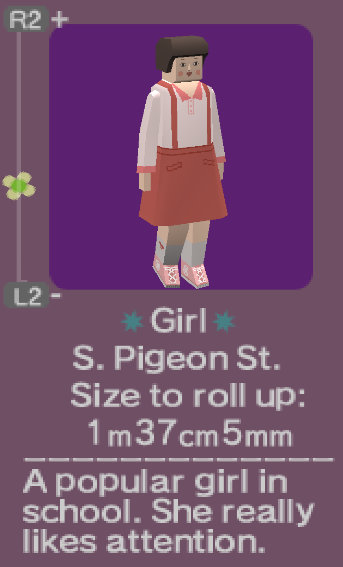 R2 +
L2 -
Girl
S. Pigeon St.
Size to roll up:
1m37cm5mm
A popular girl in
school. She really
likes attention.